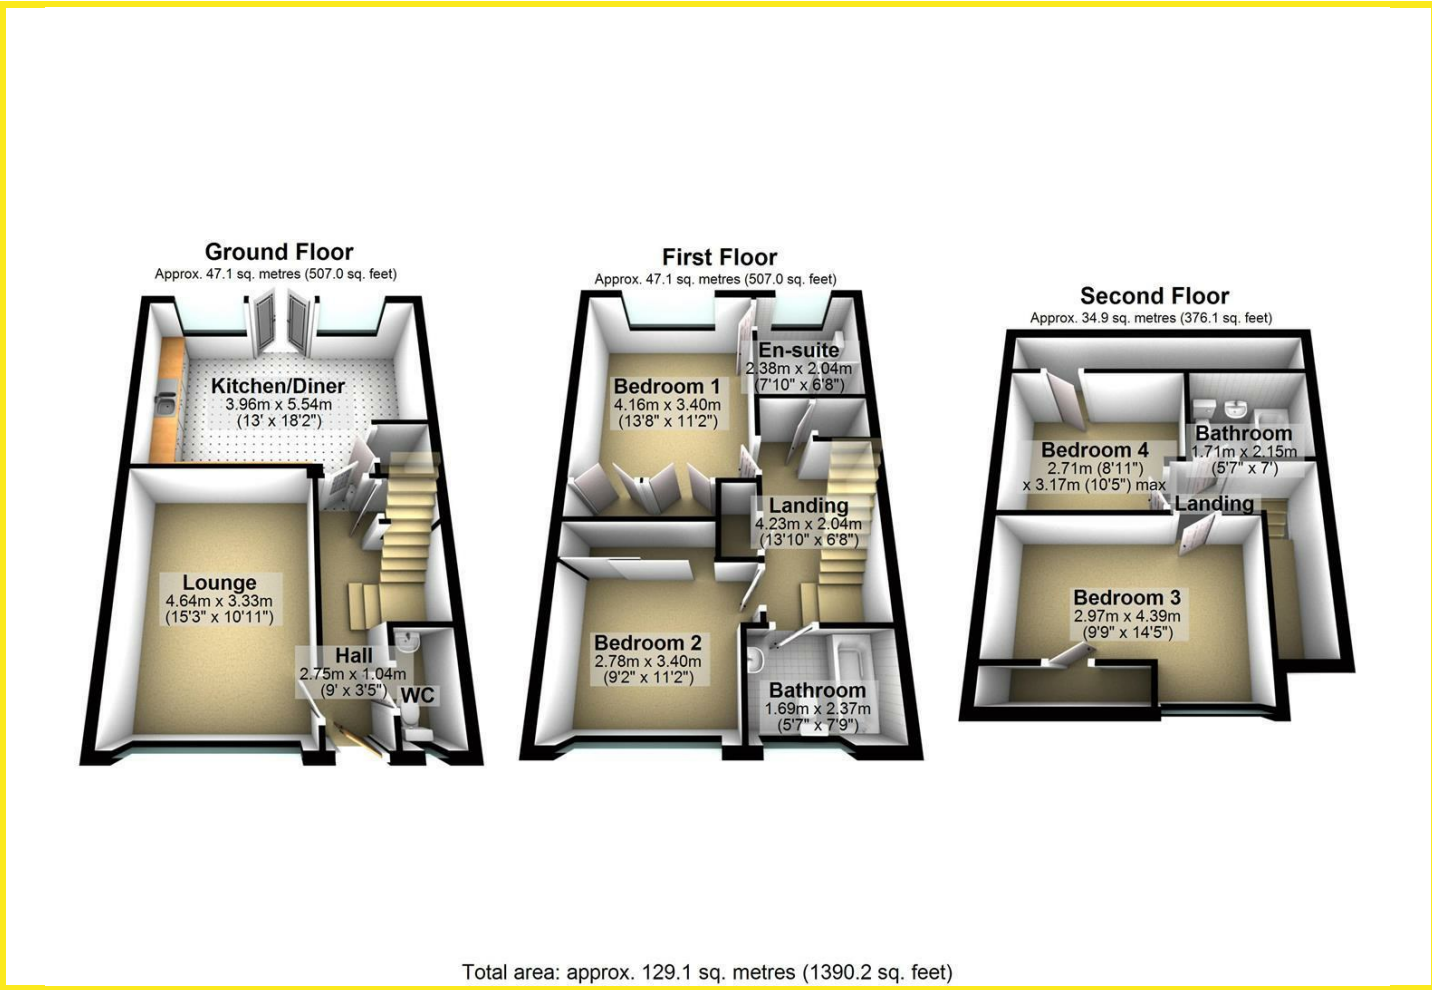 Ground Floor
Approx. 47.1 sq. metres (507.0 sq. feet)
Kitchen/Diner
3.96m x 5.54m
(13' x 18'2")
Lounge
4.64m x 3.33m
(15'3" x 10'11")
Hall
2.75m x 1.04m
(9' x 3'5")
WC
First Floor
Approx. 47.1 sq. metres (507.0 sq. feet)
En-suite
2.38m x 2.04m
(7'10" x 6'8")
Bedroom 1
4.16m x 3.40m
(13'8" x 11'2")
Landing
4.23m x 2.04m
(13'10" x 6'8")
Bedroom 2
2.78m x 3.40m
(9'2" x 11'2")
Bathroom
1.69m x 2.37m
(5'7" x 7'9")
Second Floor
Approx. 34.9 sq. metres (376.1 sq. feet)
Bathroom
1.71m x 2.15m
(5'7" x 7')
Bedroom 4
2.71m (8'11")
x 3.17m (10'5") max
Landing
Bedroom 3
2.97m x 4.39m
(9'9" x 14'5")
Total area: approx. 129.1 sq. metres (1390.2 sq. feet)